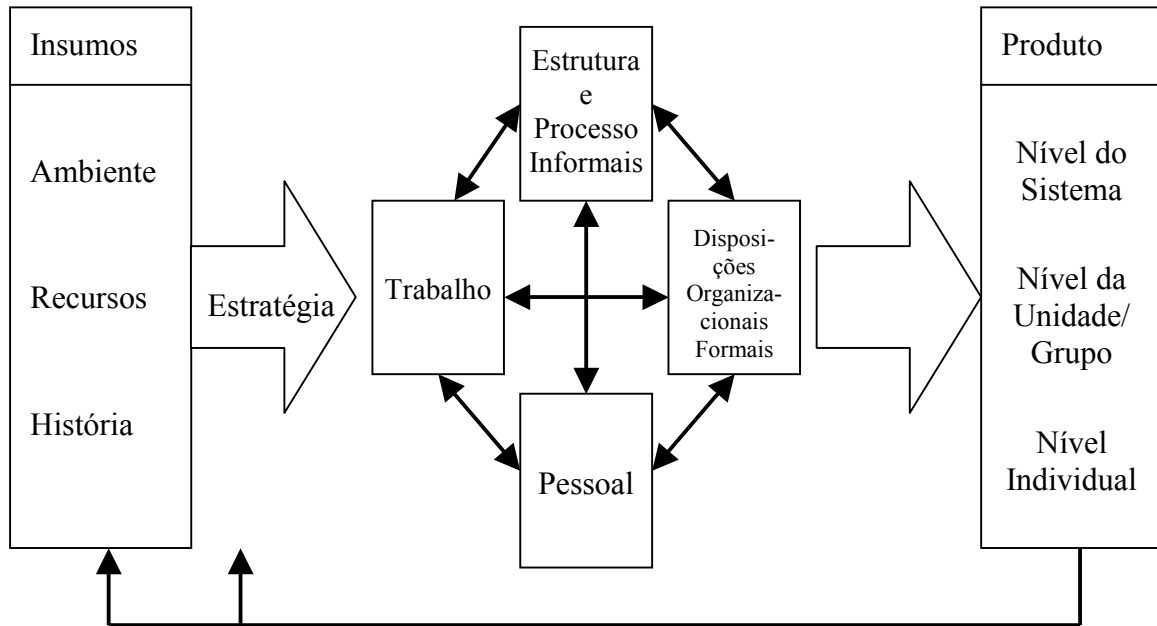 Insumos
Ambiente
Recursos
História
Estratégia
Estrutura
e
Processo
Informais
Trabalho
Disposi-
ções
Organiza-
cionais
Formais
Pessoal
Produto
Nível do
Sistema
Nível da
Unidade/
Grupo
Nível
Individual